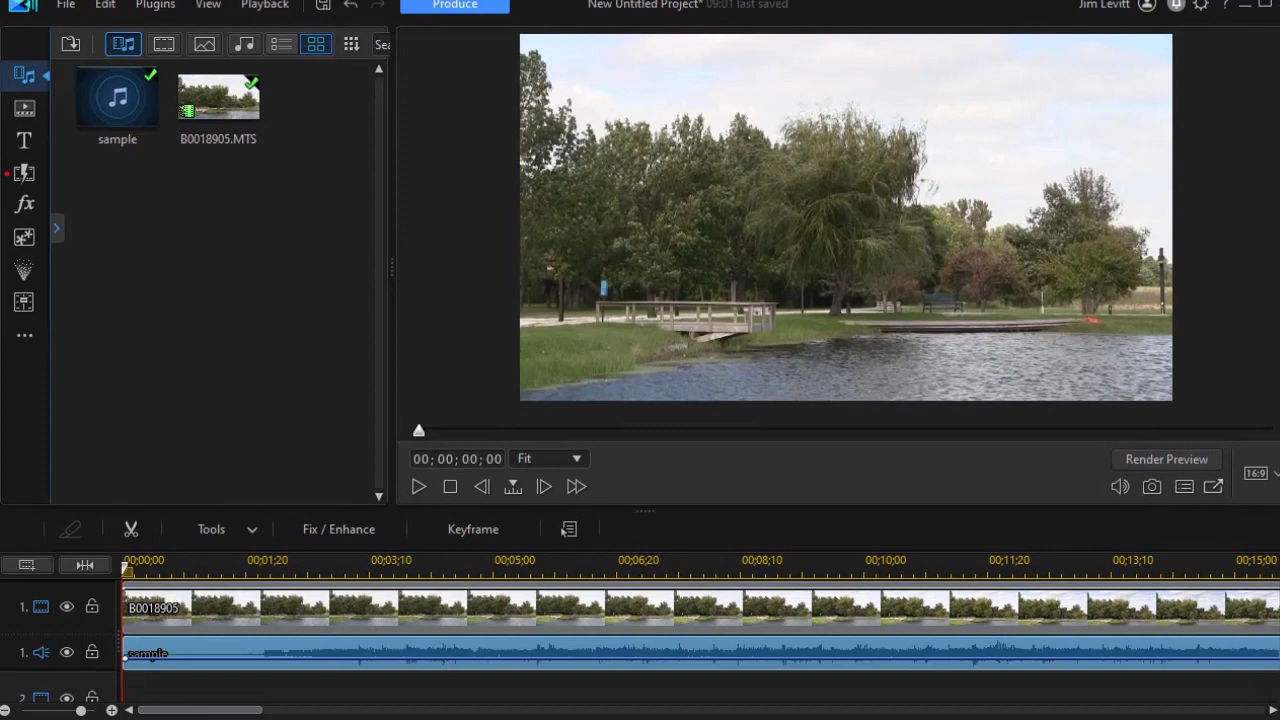 File Edit Plugins View Playback Produce New Untitled Project* 09:01 last saved Jim Levitt
Sea
sample B0018905.MTS
T
fx
00; 00; 00; 00 Fit Render Preview
16:9
Tools Fix / Enhance Keyframe
00;00;00 00;01;20 00;03;10 00;05;00 00;06;20 00;08;10 00;10;00 00;11;20 00;13;10 00;15;00
1. B0018905
1. sample
2